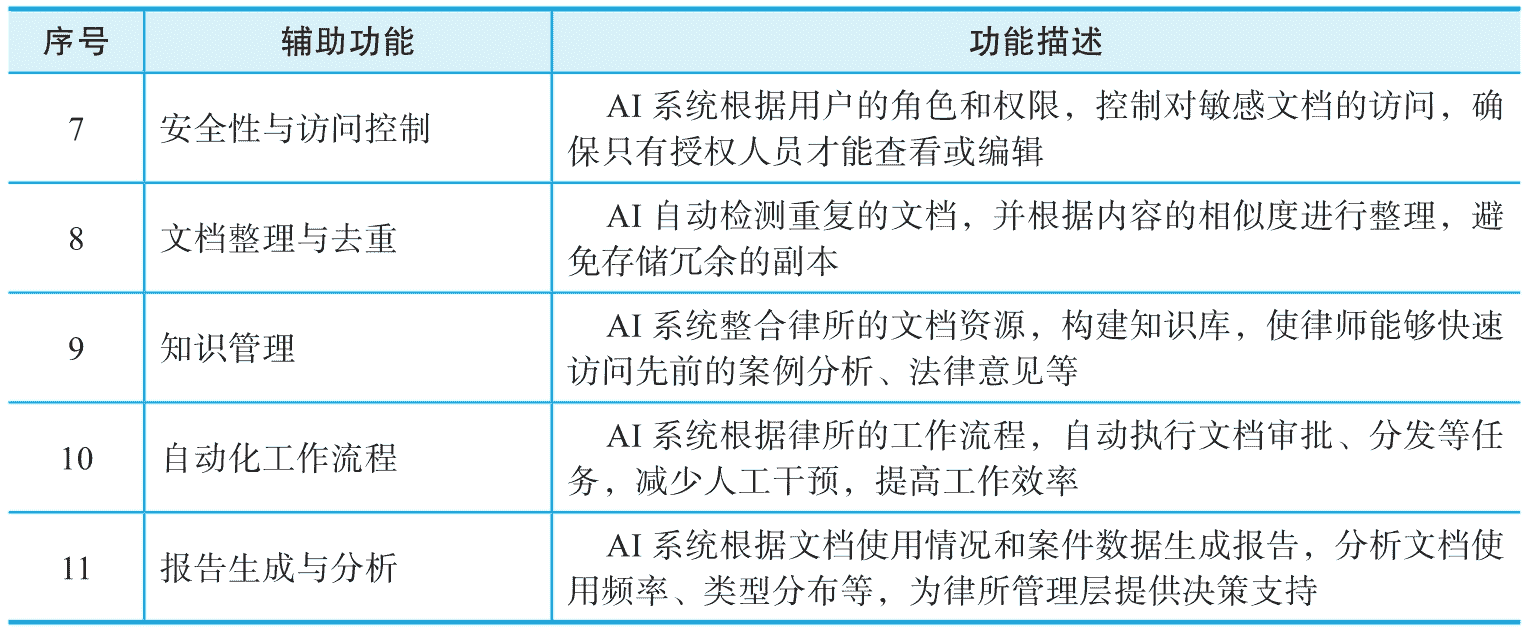 序号 辅助功能 功能描述
7 安全性与访问控制 AI 系统根据用户的角色和权限，控制对敏感文档的访问，确
保只有授权人员才能查看或编辑
8 文档整理与去重 AI 自动检测重复的文档，并根据内容的相似度进行整理，避
免存储冗余的副本
9 知识管理 AI 系统整合律所的文档资源，构建知识库，使律师能够快速
访问先前的案例分析、法律意见等
10 自动化工作流程 AI 系统根据律所的工作流程，自动执行文档审批、分发等任
务，减少人工干预，提高工作效率
11 报告生成与分析 AI 系统根据文档使用情况和案件数据生成报告，分析文档使
用频率、类型分布等，为律所管理层提供决策支持